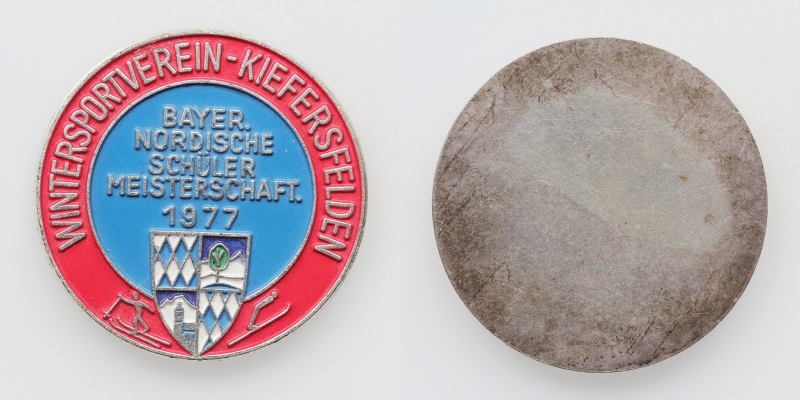 WINTERSPORTVEREIN - KIEFERSFELDEN
BAYER.
NORDISCHE
SCHÜLER
MEISTERSCHAFT.
1977